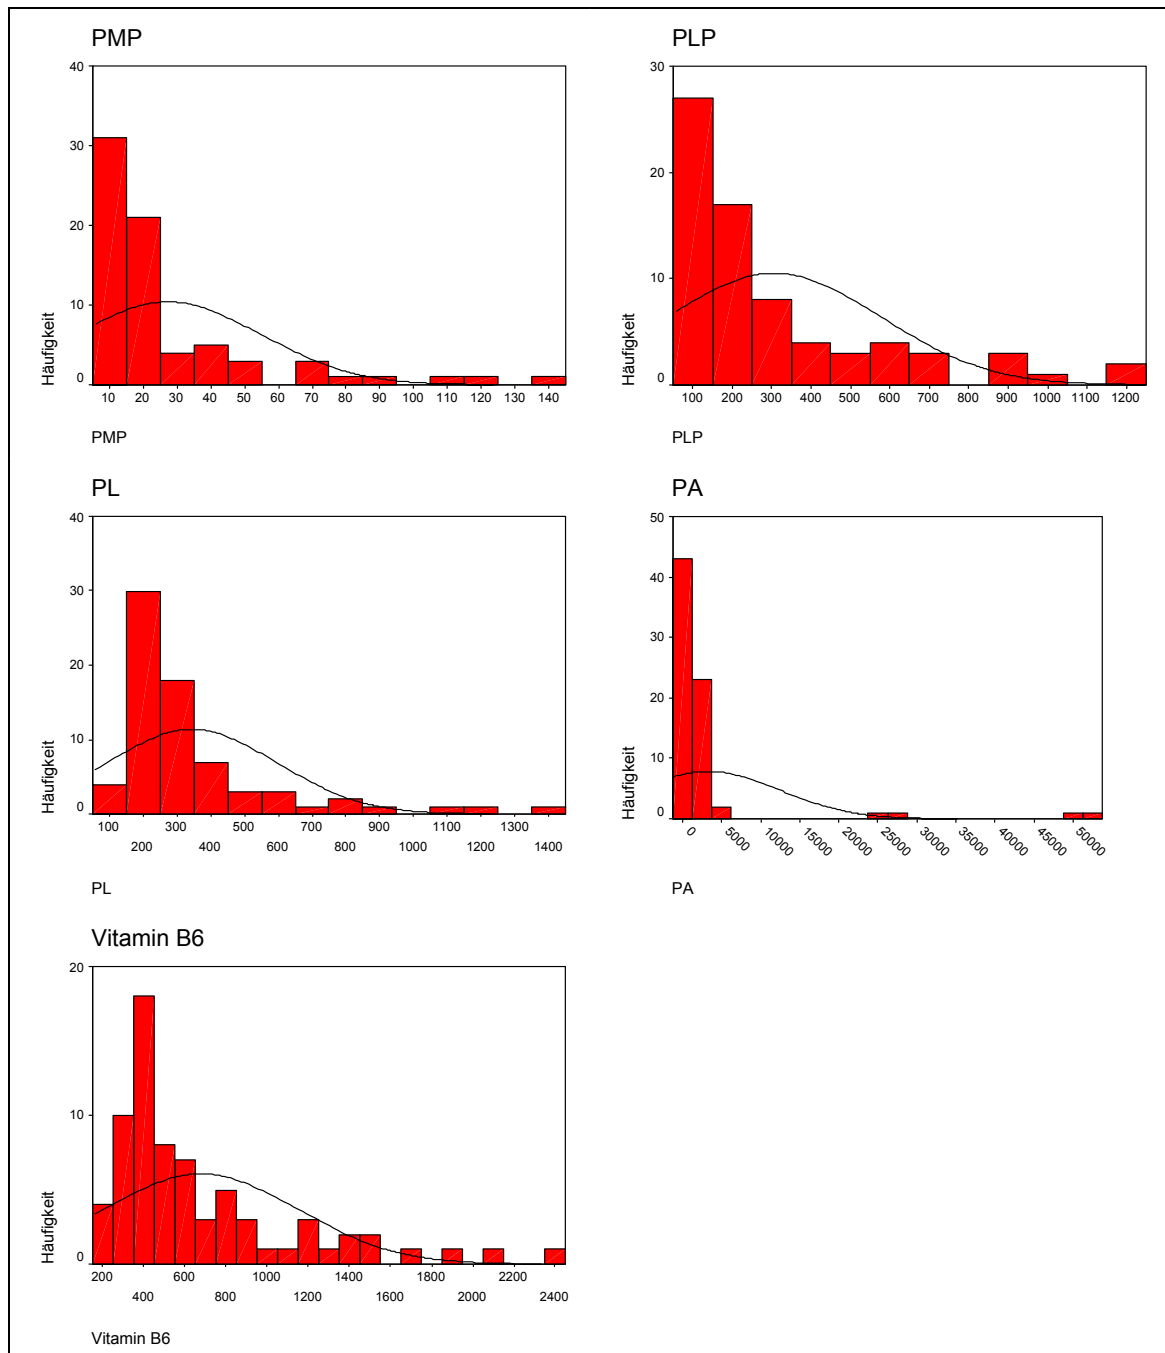 PMP
40
30
20
10
0
Häufigkeit
10 20 30 40 50 60 70 80 90 100 110 120 130 140
PMP
PLP
30
20
10
0
Häufigkeit
100 200 300 400 500 600 700 800 900 1000 1100 1200
PLP
PL
40
30
20
10
0
Häufigkeit
100 300 500 700 900 1100 1300
200 400 600 800 1000 1200 1400
PL
PA
50
40
30
20
10
0
Häufigkeit
0 5000 10000 15000 20000 25000 30000 35000 40000 45000 50000
PA
Vitamin B6
20
10
0
Häufigkeit
200 600 1000 1400 1800 2200
400 800 1200 1600 2000 2400
Vitamin B6